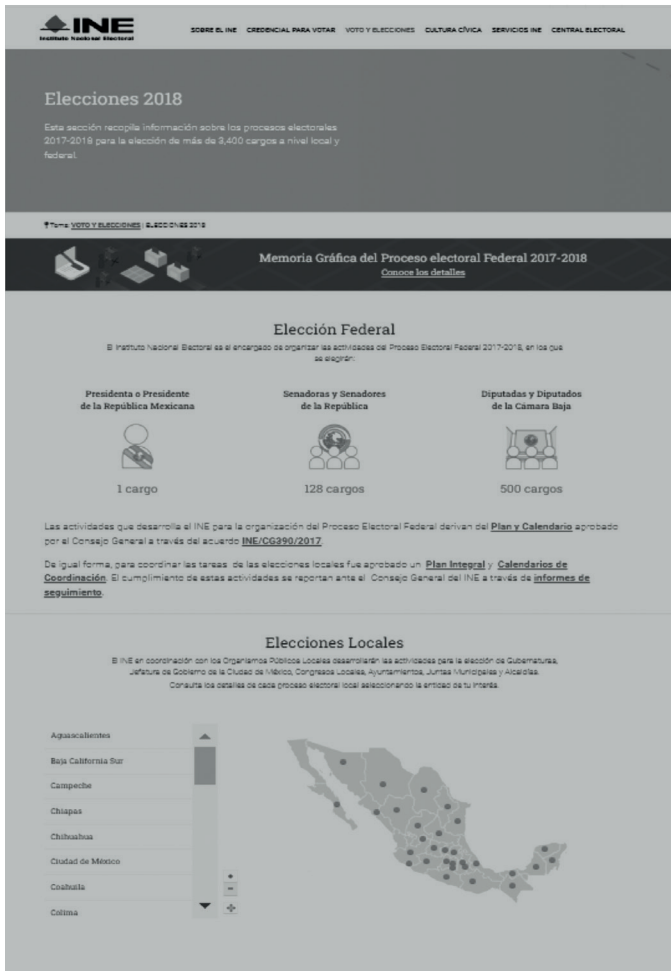 INE
Instituto Nacional Electoral
SOBRE EL INE CREDENCIAL PARA VOTAR VOTO Y ELECCIONES CULTURA CÍVICA SERVICIOS INE CENTRAL ELECTORAL
Elecciones 2018
Esta sección recopila información sobre los procesos electorales
2017-2018 para la elección de más de 3,400 cargos a nivel local y
federal.
Tema: VOTO Y ELECCIONES | ELECCIONES 2018
Memoria Gráfica del Proceso electoral Federal 2017-2018
Conoce los detalles
Elección Federal
El Instituto Nacional Electoral es el encargado de organizar las actividades del Proceso Electoral Federal 2017-2018, en los que
se elegirán:
Presidenta o Presidente
de la República Mexicana
1 cargo
Senadoras y Senadores
de la República
128 cargos
Diputadas y Diputados
de la Cámara Baja
500 cargos
Las actividades que desarrolla el INE para la organización del Proceso Electoral Federal derivan del Plan y Calendario aprobado
por el Consejo General a través del acuerdo INE/CG390/2017.
De igual forma, para coordinar las tareas de las elecciones locales fue aprobado un Plan Integral y Calendarios de
Coordinación. El cumplimiento de estas actividades se reportan ante el Consejo General del INE a través de informes de
seguimiento.
Elecciones Locales
El INE en coordinación con los Organismos Públicos Locales desarrollarán las actividades para la elección de Gubernaturas,
Jefatura de Gobierno de la Ciudad de México, Congresos Locales, Ayuntamientos, Juntas Municipales y Alcaldías.
Consulta los detalles de cada proceso electoral local seleccionando la entidad de tu interés.
Aguascalientes
Baja California Sur
Campeche
Chiapas
Chihuahua
Ciudad de México
Coahuila
Colima